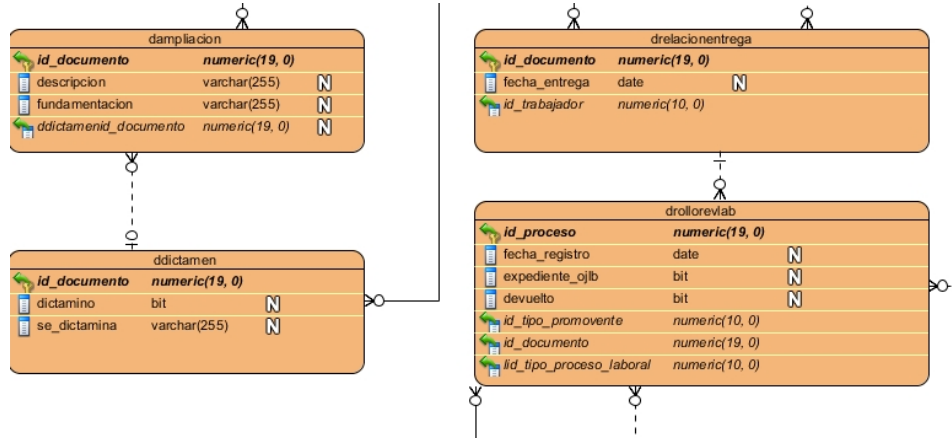 dampliacion
id_documento numeric(19, 0)
descripcion varchar(255) N
fundamentacion varchar(255) N
ddictamenid_documento numeric(19, 0) N
ddictamen
id_documento numeric(19, 0)
dictamino bit N
se_dictamina varchar(255) N
drelacionentrega
id_documento numeric(19, 0)
fecha_entrega date N
id_trabajador numeric(10, 0)
drollorevlab
id_proceso numeric(19, 0)
fecha_registro date N
expediente_ojlb bit N
devuelto bit N
id_tipo_promovente numeric(10, 0)
id_documento numeric(19, 0)
lid_tipo_proceso_laboral numeric(10, 0)